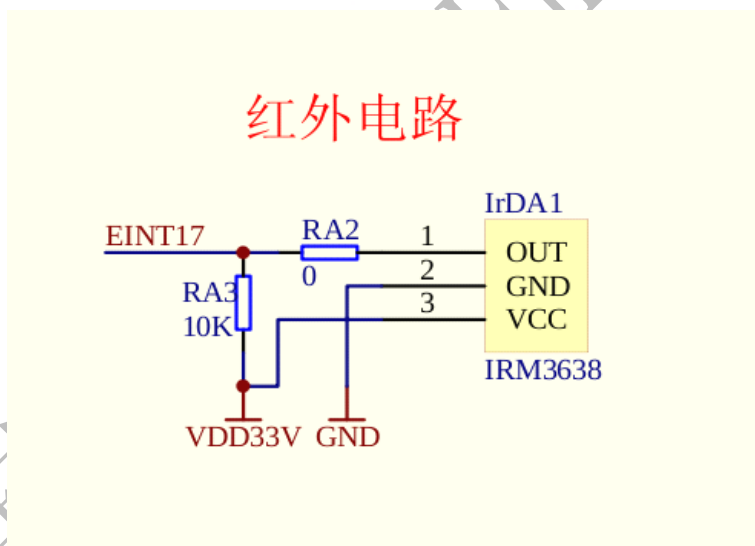 红外电路
IrDA1
EINT17
RA2
1
OUT
0
2
GND
RA3
3
VCC
10K
IRM3638
VDD33V
GND